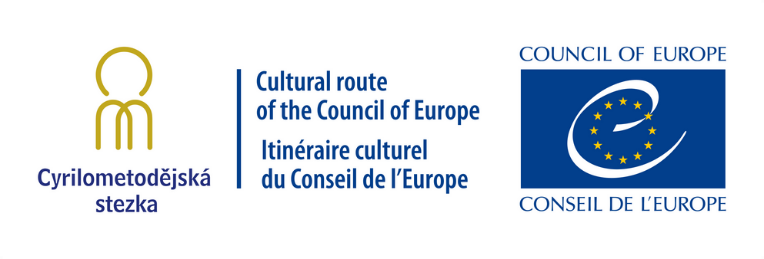 Cyrilometodějská
stezka
Cultural route
of the Council of Europe
Itinéraire culturel
du Conseil de l'Europe
COUNCIL OF EUROPE
CONSEIL DE L'EUROPE